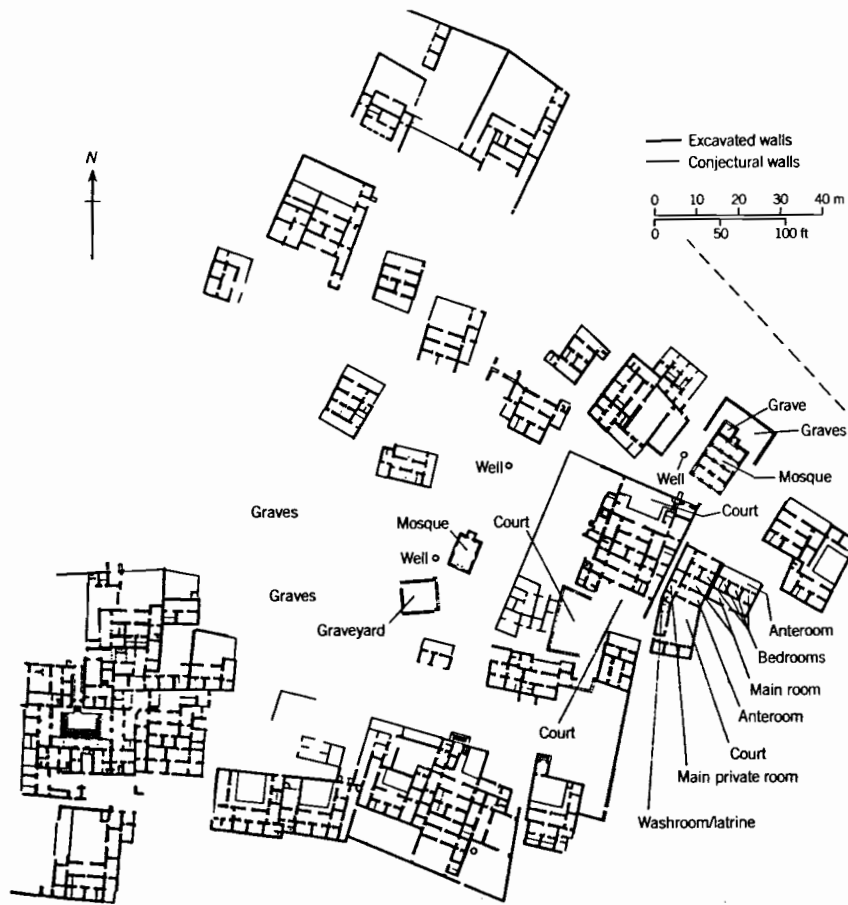 N
Excavated walls
Conjectural walls
0 10 20 30 40 m
0 50 100 ft
Grave
Graves
Mosque
Well
Well
Court
Graves
Mosque
Court
Well
Graves
Graveyard
Anteroom
Bedrooms
Main room
Anteroom
Court
Court
Main private room
Washroom/latrine